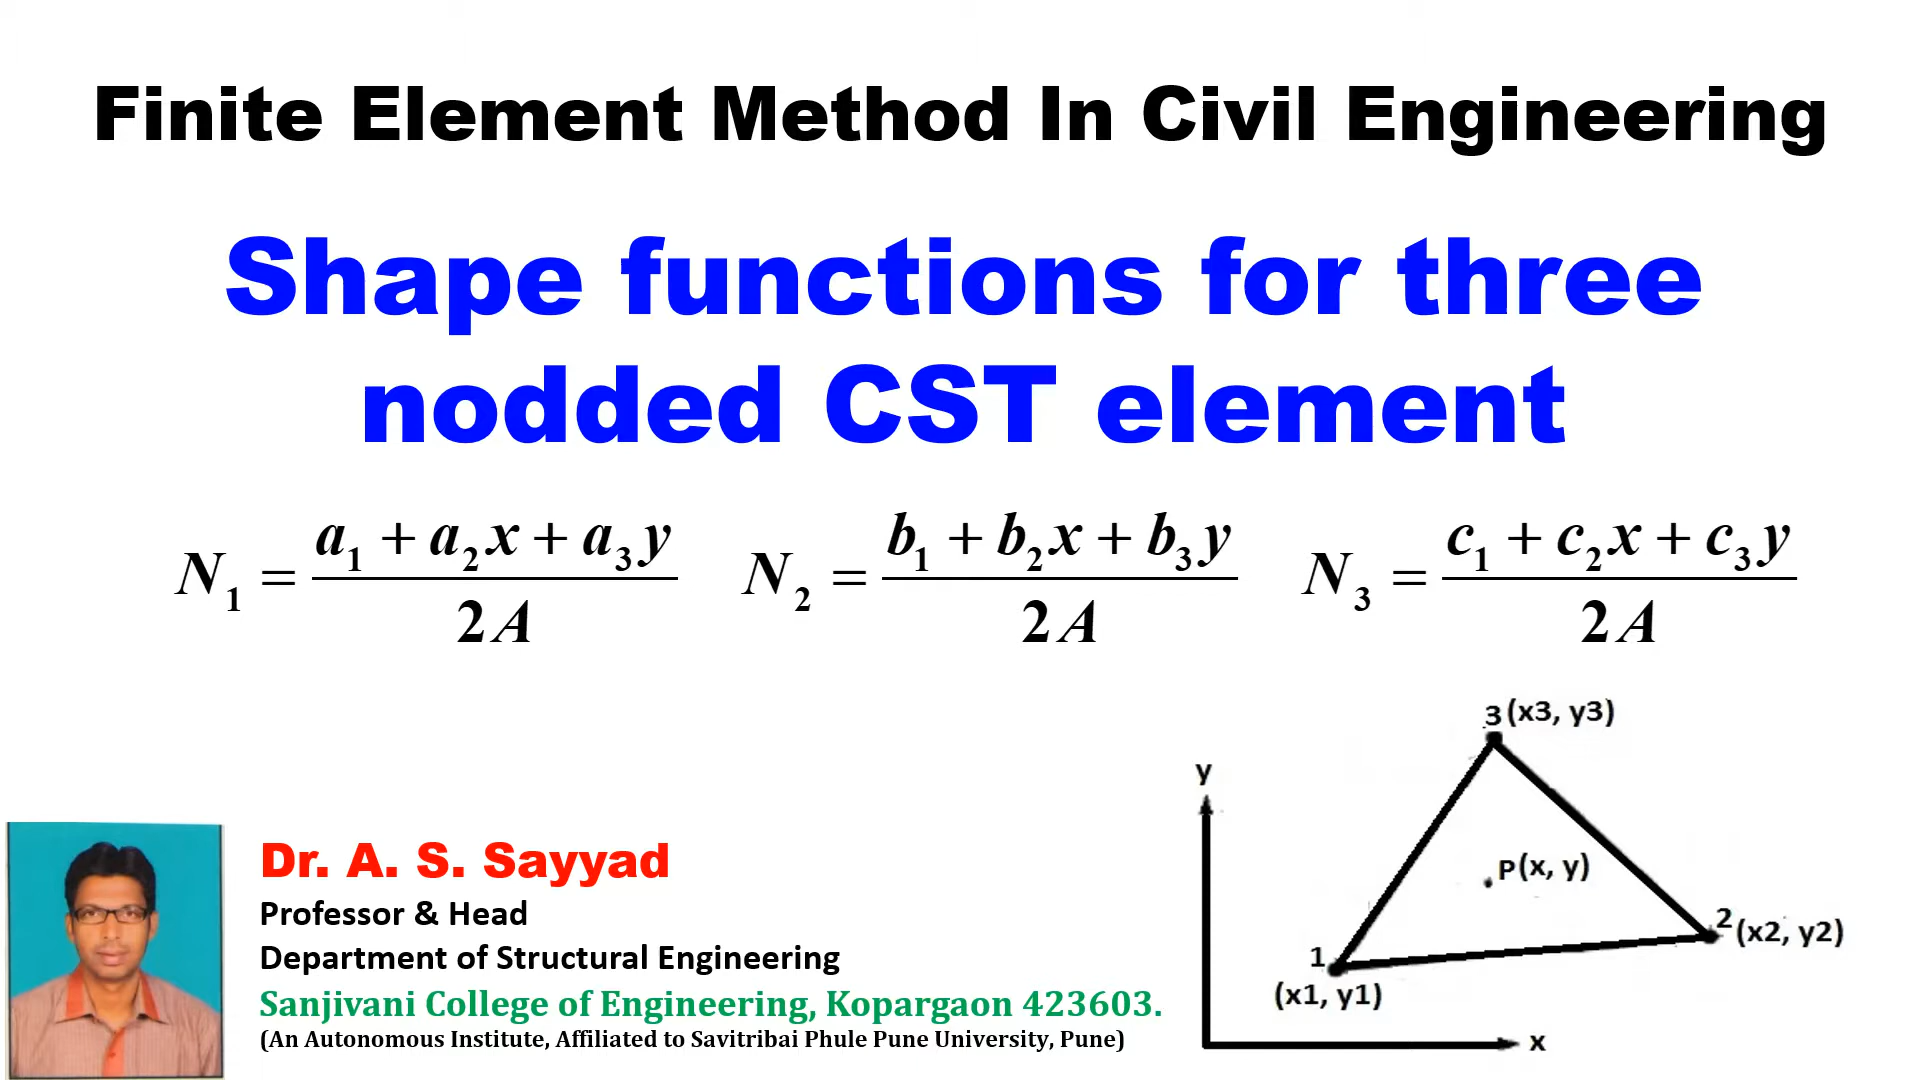 Finite Element Method In Civil Engineering
Shape functions for three
nodded CST element
N₁ = (a₁ + a₂x + a₃y) / 2A   N₂ = (b₁ + b₂x + b₃y) / 2A   N₃ = (c₁ + c₂x + c₃y) / 2A
3 (x3, y3)
y
P(x, y)
2 (x2, y2)
1
(x1, y1)
x
Dr. A. S. Sayyad
Professor & Head
Department of Structural Engineering
Sanjivani College of Engineering, Kopargaon 423603.
(An Autonomous Institute, Affiliated to Savitribai Phule Pune University, Pune)